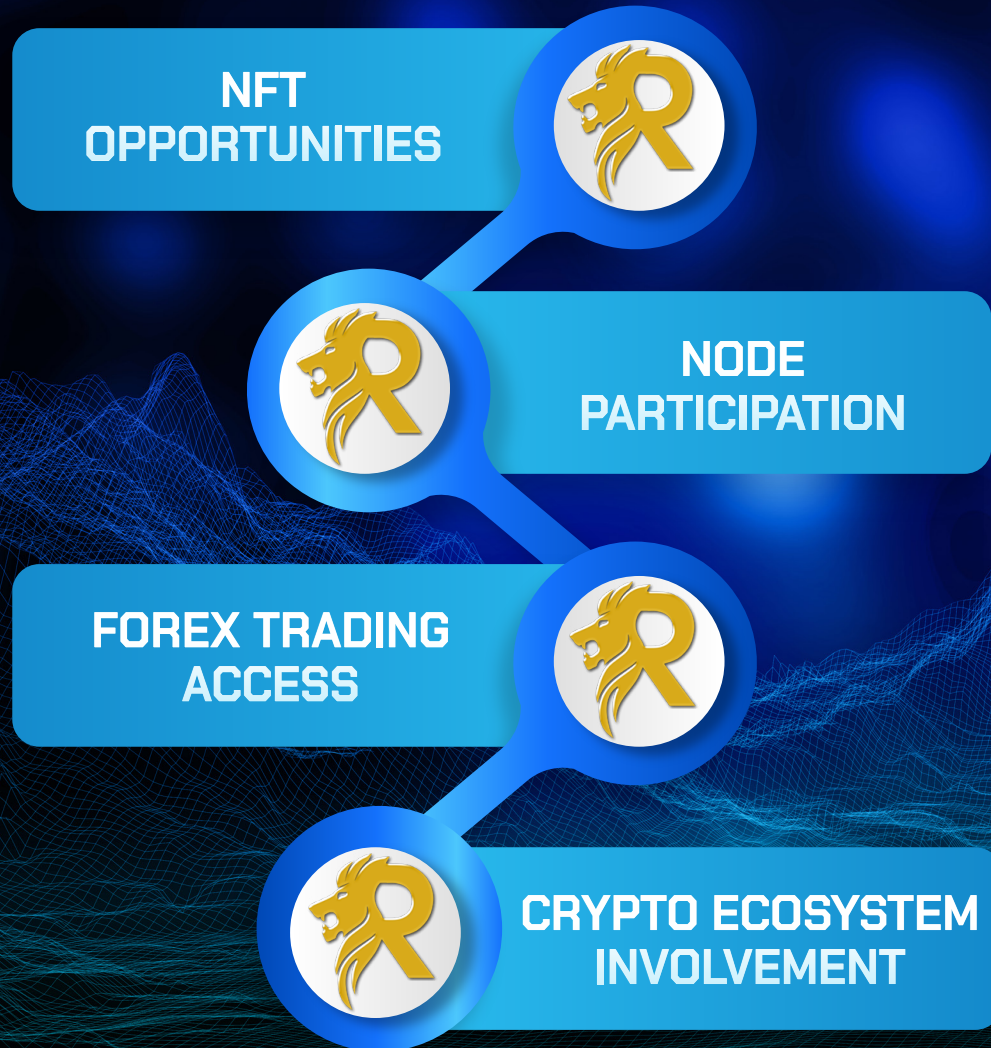 NFT
OPPORTUNITIES
R
NODE
PARTICIPATION
R
FOREX TRADING
ACCESS
R
CRYPTO ECOSYSTEM
INVOLVEMENT
R